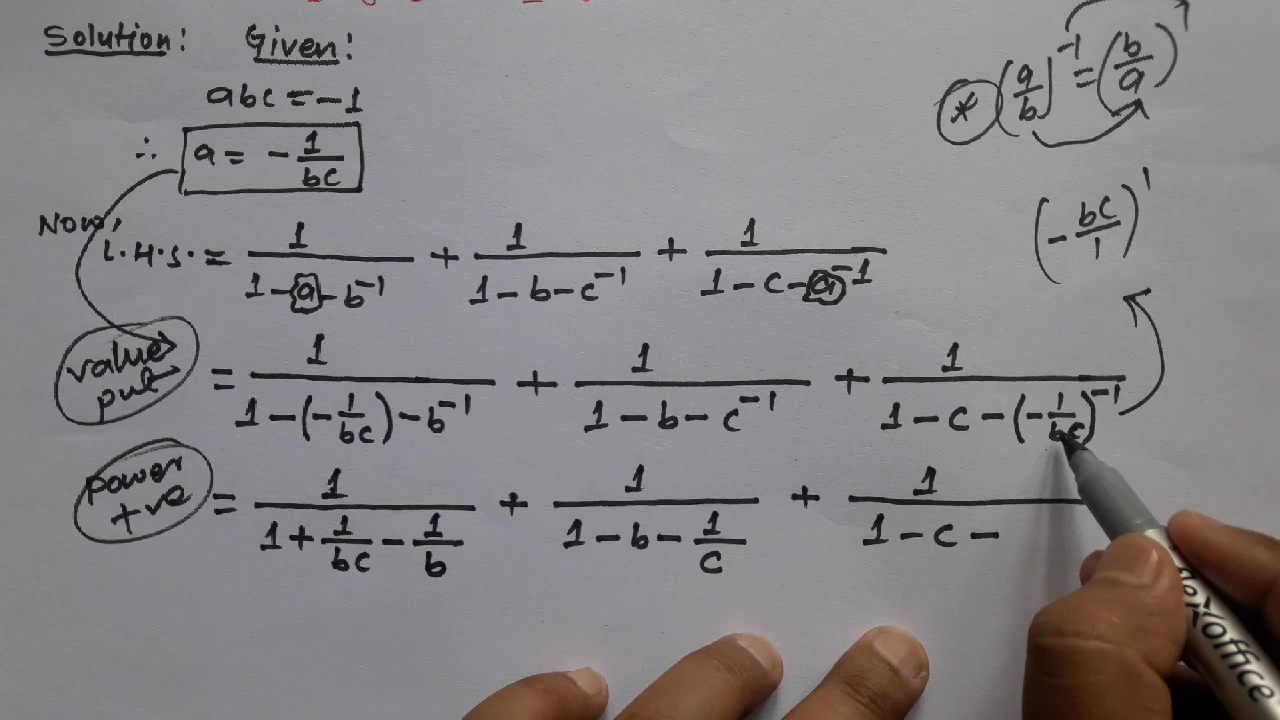 Solution: Given:
abc = -1
∴ a = - 1/bc
* (a/b)^-1 = (b/a)^1
Now,
L.H.S. = 1/(1-a-b^-1) + 1/(1-b-c^-1) + 1/(1-c-a^-1)
(- bc/1)^1
value put = 1/(1-(-1/bc)-b^-1) + 1/(1-b-c^-1) + 1/(1-c-(-1/bc)^-1)
power +ve = 1/(1+1/bc-1/b) + 1/(1-b-1/c) + 1/(1-c-
flexoffice